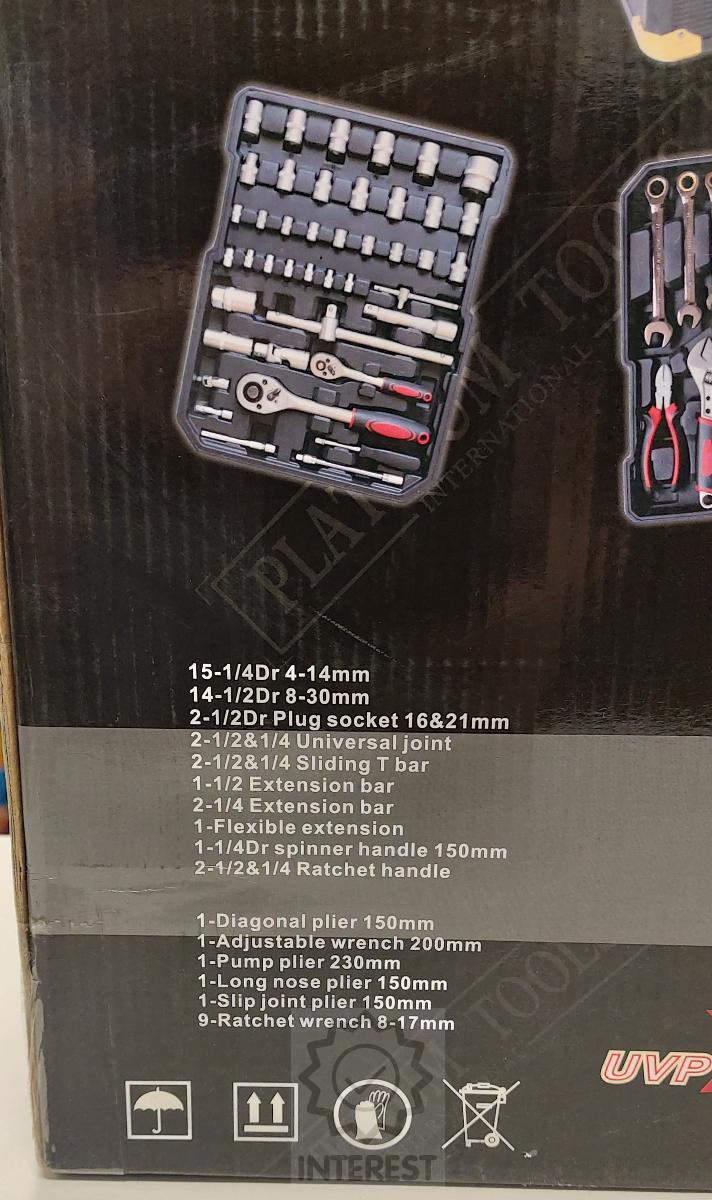 PLATINUM TOOLS
INTERNATIONAL
15-1/4Dr 4-14mm
14-1/2Dr 8-30mm
2-1/2Dr Plug socket 16&21mm
2-1/2&1/4 Universal joint
2-1/2&1/4 Sliding T bar
1-1/2 Extension bar
2-1/4 Extension bar
1-Flexible extension
1-1/4Dr spinner handle 150mm
2-1/2&1/4 Ratchet handle
1-Diagonal plier 150mm
1-Adjustable wrench 200mm
1-Pump plier 230mm
1-Long nose plier 150mm
1-Slip joint plier 150mm
9-Ratchet wrench 8-17mm
UVP
INTEREST